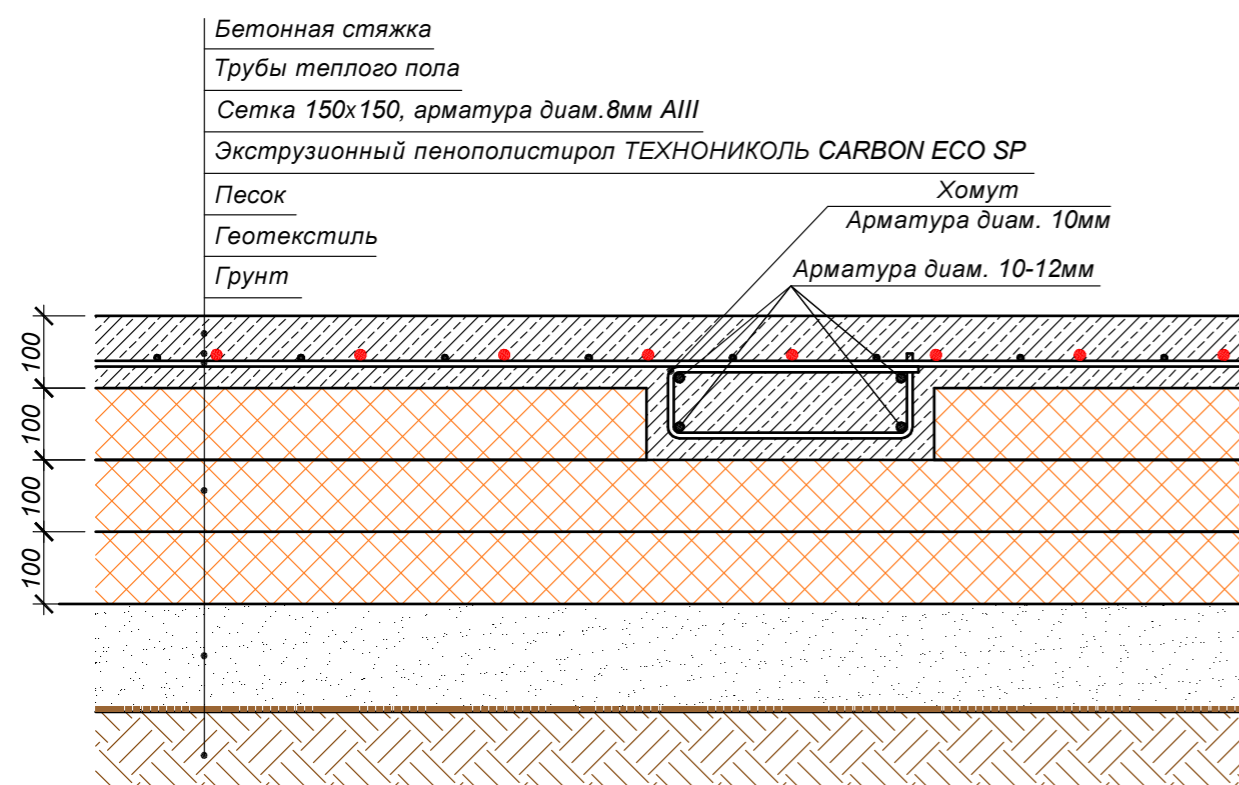 Бетонная стяжка
Трубы теплого пола
Сетка 150х150, арматура диам.8мм АIII
Экструзионный пенополистирол ТЕХНОНИКОЛЬ CARBON ECO SP
Песок
Геотекстиль
Грунт
Хомут
Арматура диам. 10мм
Арматура диам. 10-12мм
100
100
100
100